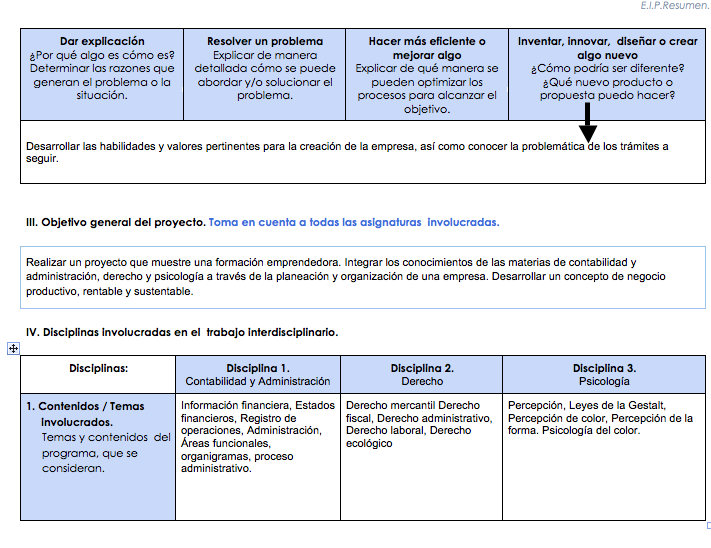 E.I.P.Resumen.
Dar explicación
¿Por qué algo es cómo es?
Determinar las razones que
generan el problema o la
situación.
Resolver un problema
Explicar de manera
detallada cómo se puede
abordar y/o solucionar el
problema.
Hacer más eficiente o
mejorar algo
Explicar de qué manera se
pueden optimizar los
procesos para alcanzar el
objetivo.
Inventar, innovar, diseñar o crear
algo nuevo
¿Cómo podría ser diferente?
¿Qué nuevo producto o
propuesta puedo hacer?
Desarrollar las habilidades y valores pertinentes para la creación de la empresa, así como conocer la problemática de los trámites a
seguir.
III. Objetivo general del proyecto. Toma en cuenta a todas las asignaturas involucradas.
Realizar un proyecto que muestre una formación emprendedora. Integrar los conocimientos de las materias de contabilidad y
administración, derecho y psicología a través de la planeación y organización de una empresa. Desarrollar un concepto de negocio
productivo, rentable y sustentable.
IV. Disciplinas involucradas en el trabajo interdisciplinario.
Disciplinas:
Disciplina 1.
Contabilidad y Administración
Disciplina 2.
Derecho
Disciplina 3.
Psicología
1. Contenidos / Temas
Involucrados.
Temas y contenidos del
programa, que se
consideran.
Información financiera, Estados
financieros, Registro de
operaciones, Administración,
Áreas funcionales,
organigramas, proceso
administrativo.
Derecho mercantil Derecho
fiscal, Derecho administrativo,
Derecho laboral, Derecho
ecológico
Percepción, Leyes de la Gestalt,
Percepción de color, Percepción de la
forma. Psicología del color.